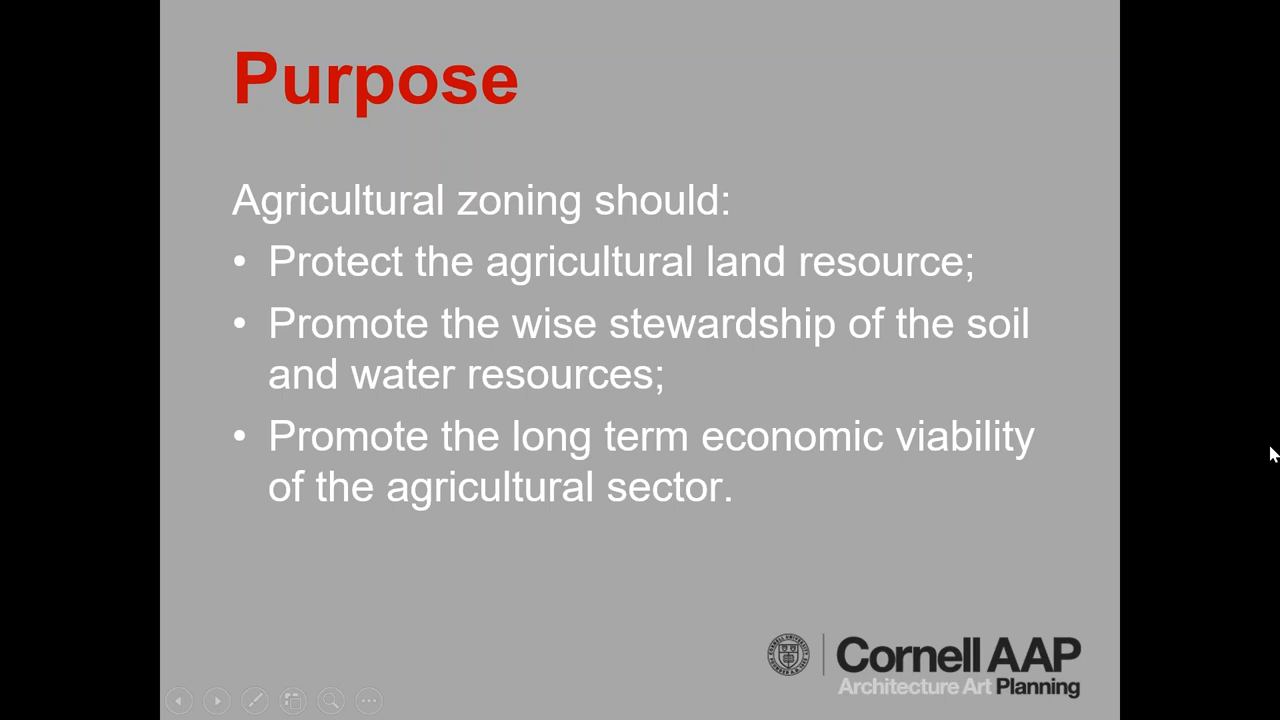 Purpose
Agricultural zoning should:
• Protect the agricultural land resource;
• Promote the wise stewardship of the soil
and water resources;
• Promote the long term economic viability
of the agricultural sector.
Cornell AAP
Architecture Art Planning